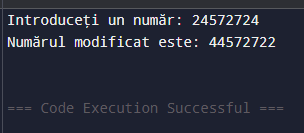 Introduceți un număr: 24572724
Numărul modificat este: 44572722
=== Code Execution Successful ===